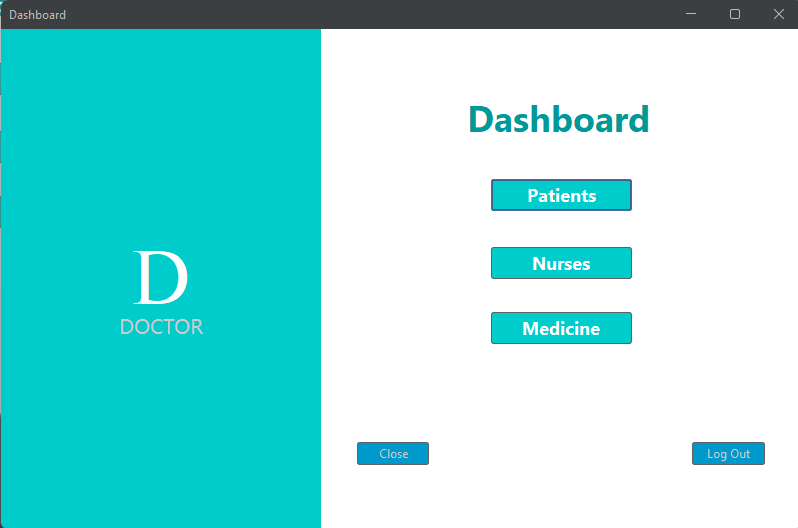 Dashboard
Dashboard
Patients
Nurses
Medicine
D
DOCTOR
Close
Log Out